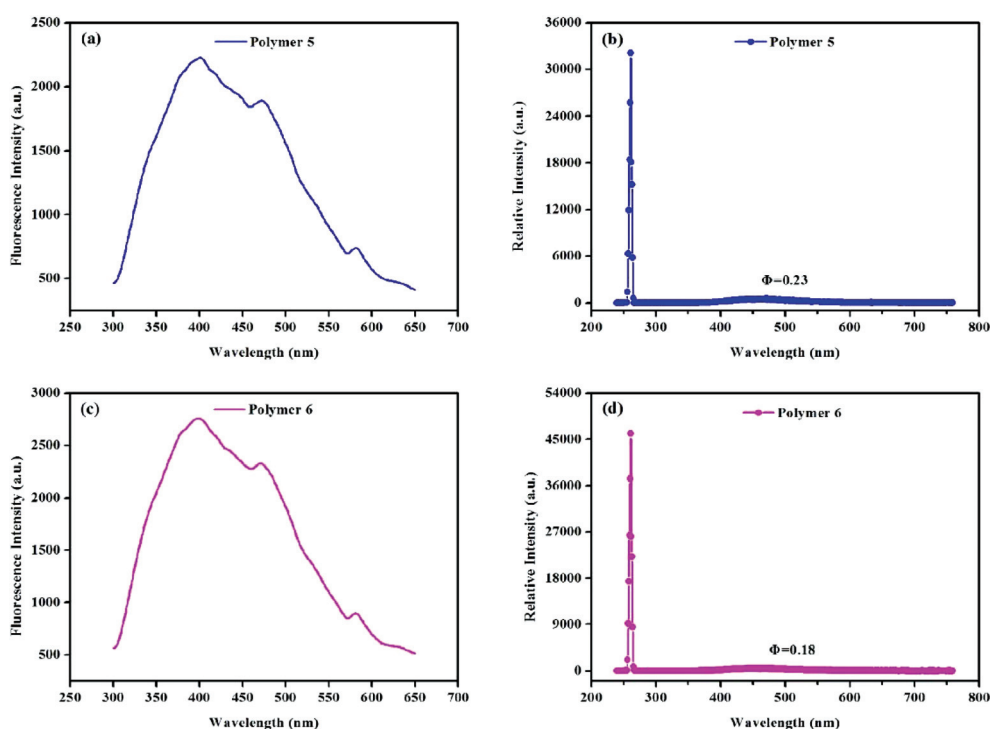 (a)
Polymer 5
2500
2000
1500
1000
500
Fluorescence Intensity (a.u.)
250 300 350 400 450 500 550 600 650 700
Wavelength (nm)
(b)
Polymer 5
36000
30000
24000
18000
12000
6000
0
Relative Intensity (a.u.)
Φ=0.23
200 300 400 500 600 700 800
Wavelength (nm)
(c)
Polymer 6
3000
2500
2000
1500
1000
500
Fluorescence Intensity (a.u.)
250 300 350 400 450 500 550 600 650 700
Wavelength (nm)
(d)
Polymer 6
54000
45000
36000
27000
18000
9000
0
Relative Intensity (a.u.)
Φ=0.18
200 300 400 500 600 700 800
Wavelength (nm)